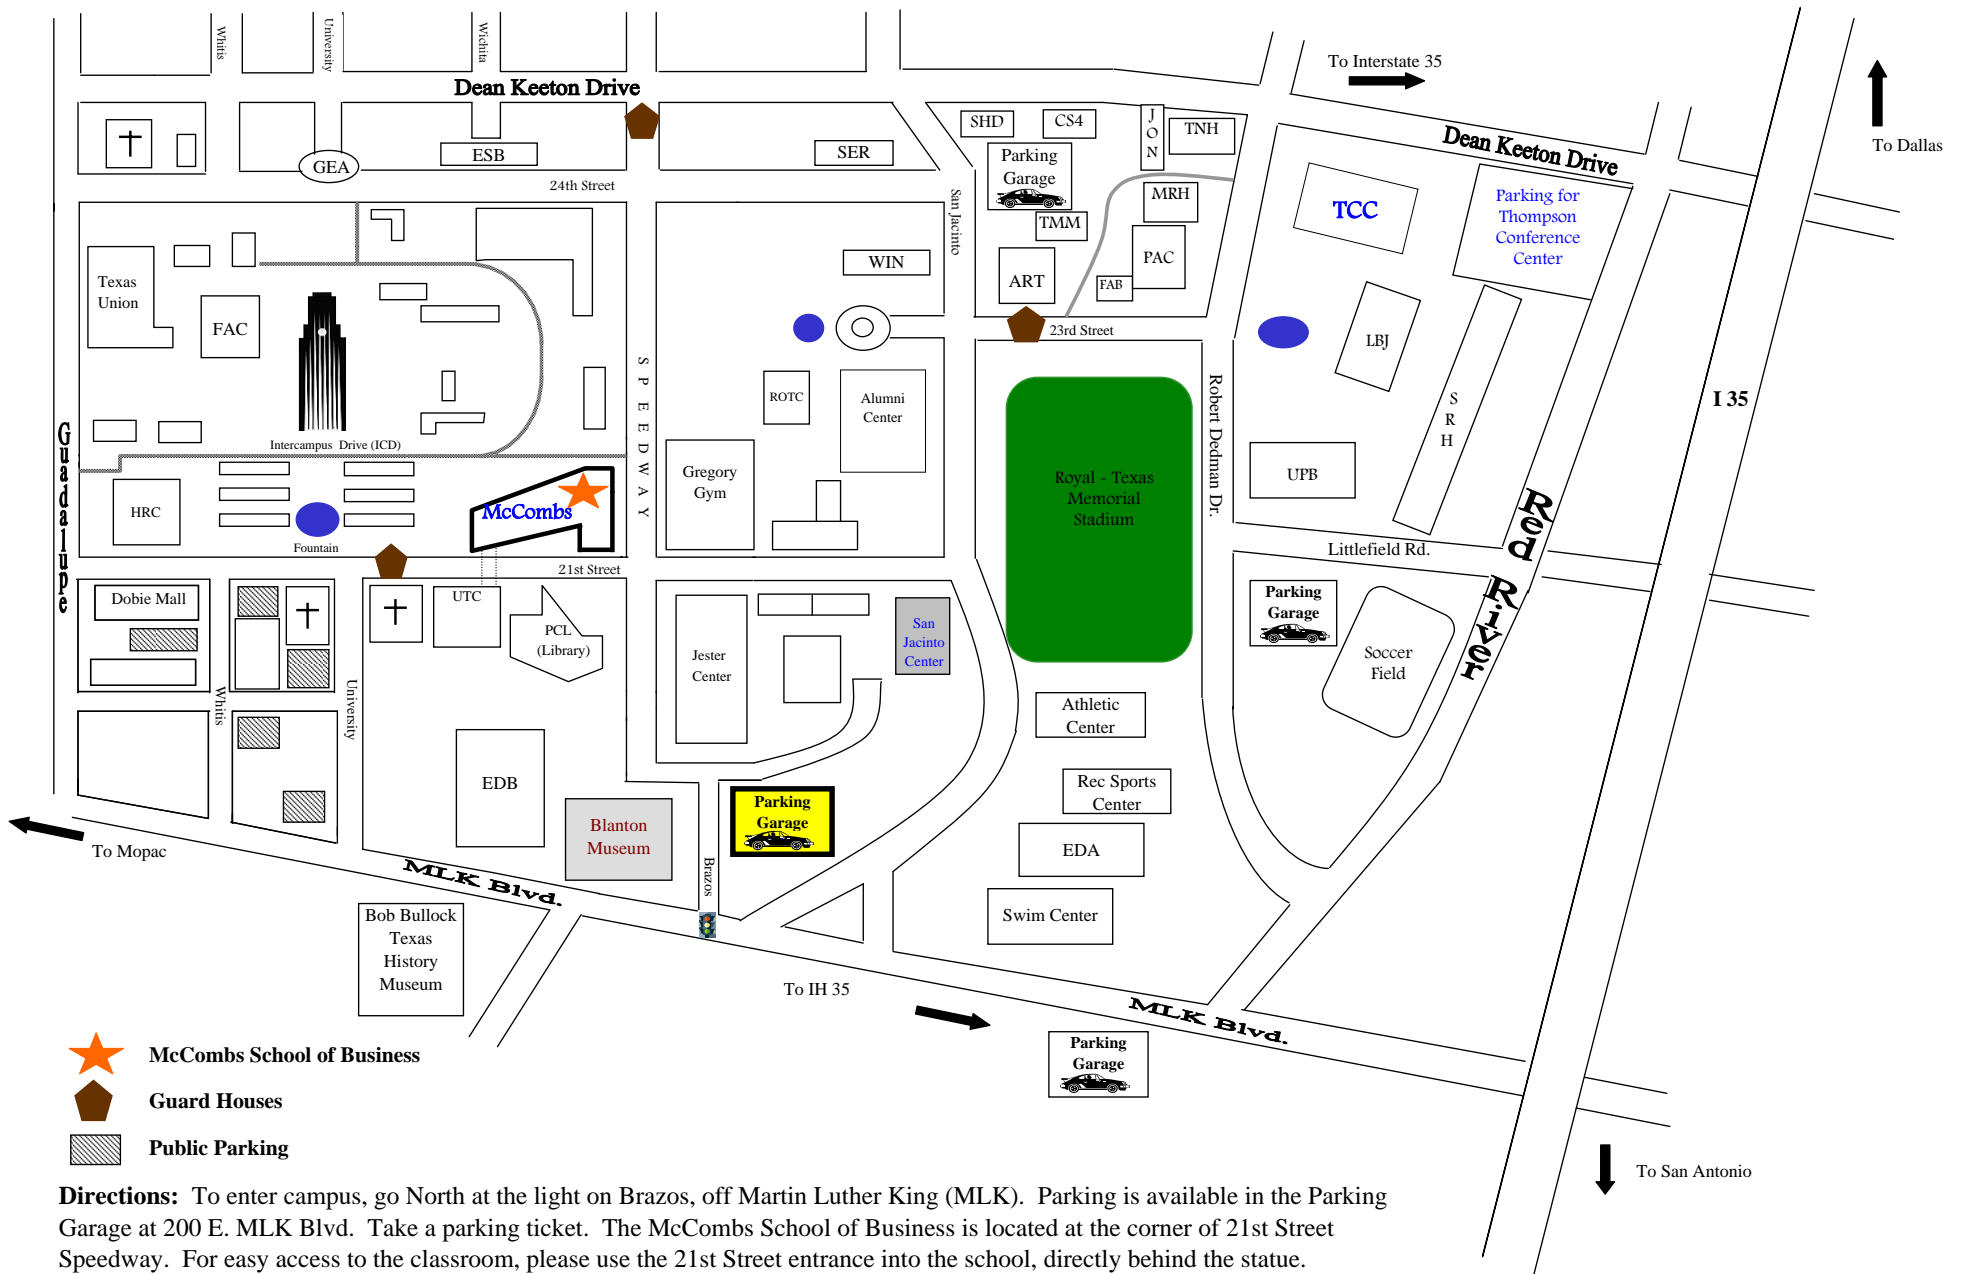 Whitis
University
Wichita
Dean Keeton Drive
To Interstate 35
To Dallas
Dean Keeton Drive
GEA
ESB
SER
24th Street
San Jacinto
SHD
CS4
JON
TNH
Parking
Garage
MRH
TMM
PAC
ART
FAB
23rd Street
TCC
Parking for
Thompson
Conference
Center
LBJ
SRH
UPB
I 35
Texas
Union
FAC
WIN
ROTC
Alumni
Center
Gregory
Gym
SPEEDWAY
Intercampus Drive (ICD)
HRC
Fountain
McCombs
21st Street
Guadalupe
Royal - Texas
Memorial
Stadium
Robert Dedman Dr.
Littlefield Rd.
Red River
Parking
Garage
Soccer
Field
Dobie Mall
UTC
PCL
(Library)
Jester
Center
San
Jacinto
Center
Whitis
University
EDB
Blanton
Museum
Parking
Garage
Brazos
Athletic
Center
Rec Sports
Center
EDA
Swim Center
To Mopac
MLK Blvd.
Bob Bullock
Texas
History
Museum
To IH 35
MLK Blvd.
Parking
Garage
To San Antonio
McCombs School of Business
Guard Houses
Public Parking
Directions: To enter campus, go North at the light on Brazos, off Martin Luther King (MLK). Parking is available in the Parking
Garage at 200 E. MLK Blvd. Take a parking ticket. The McCombs School of Business is located at the corner of 21st Street
Speedway. For easy access to the classroom, please use the 21st Street entrance into the school, directly behind the statue.